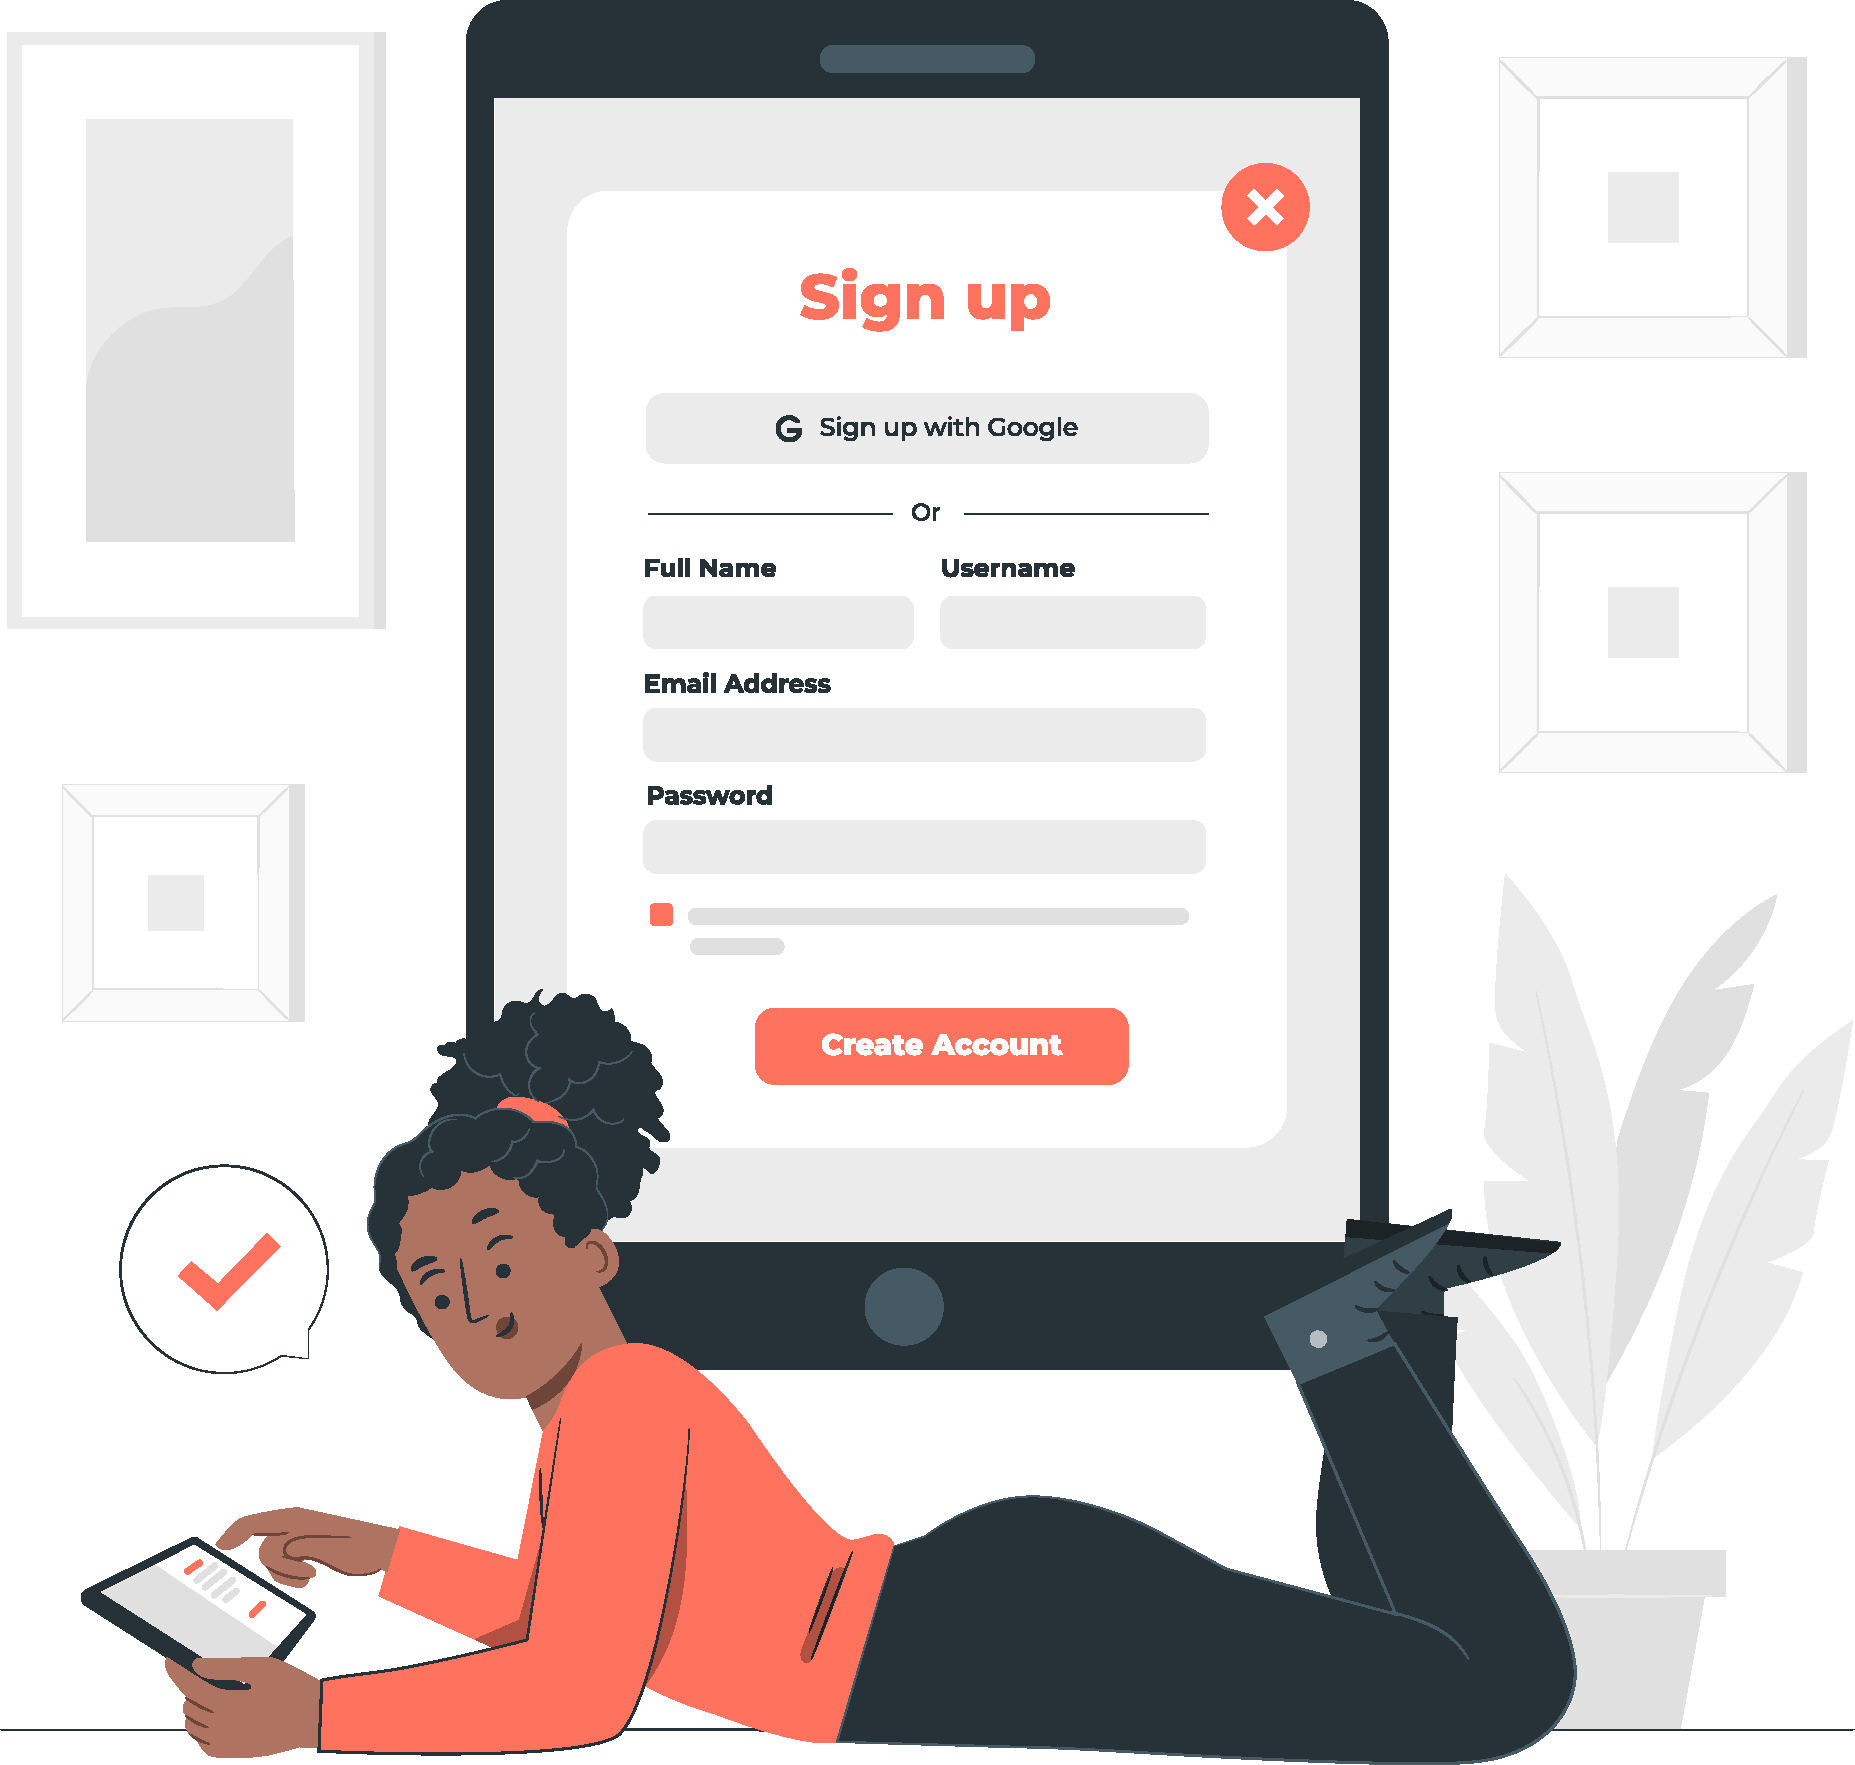 Sign up
G Sign up with Google
Or
Full Name Username
Email Address
Password
Create Account